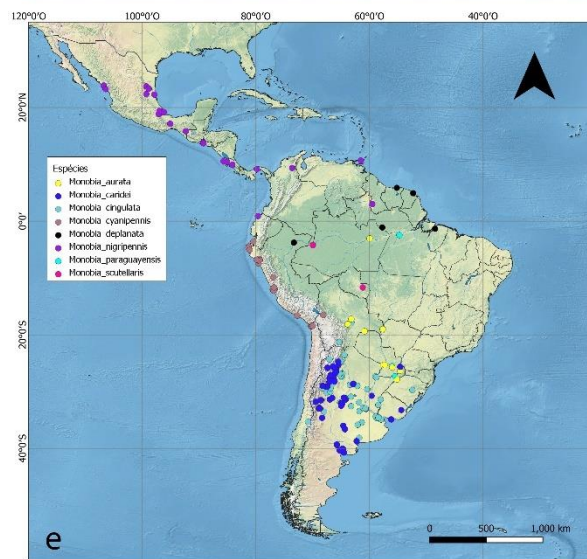 120°0'W 100°0'W 80°0'W 60°0'W 40°0'W
20°0'N
0°0'
20°0'S
40°0'S
Espécies
Monobia_aurata
Monobia_caridei
Monobia_cingulata
Monobia_cyanipennis
Monobia_deplanata
Monobia_nigripennis
Monobia_paraguayensis
Monobia_scutellaris
0 500 1,000 km
e